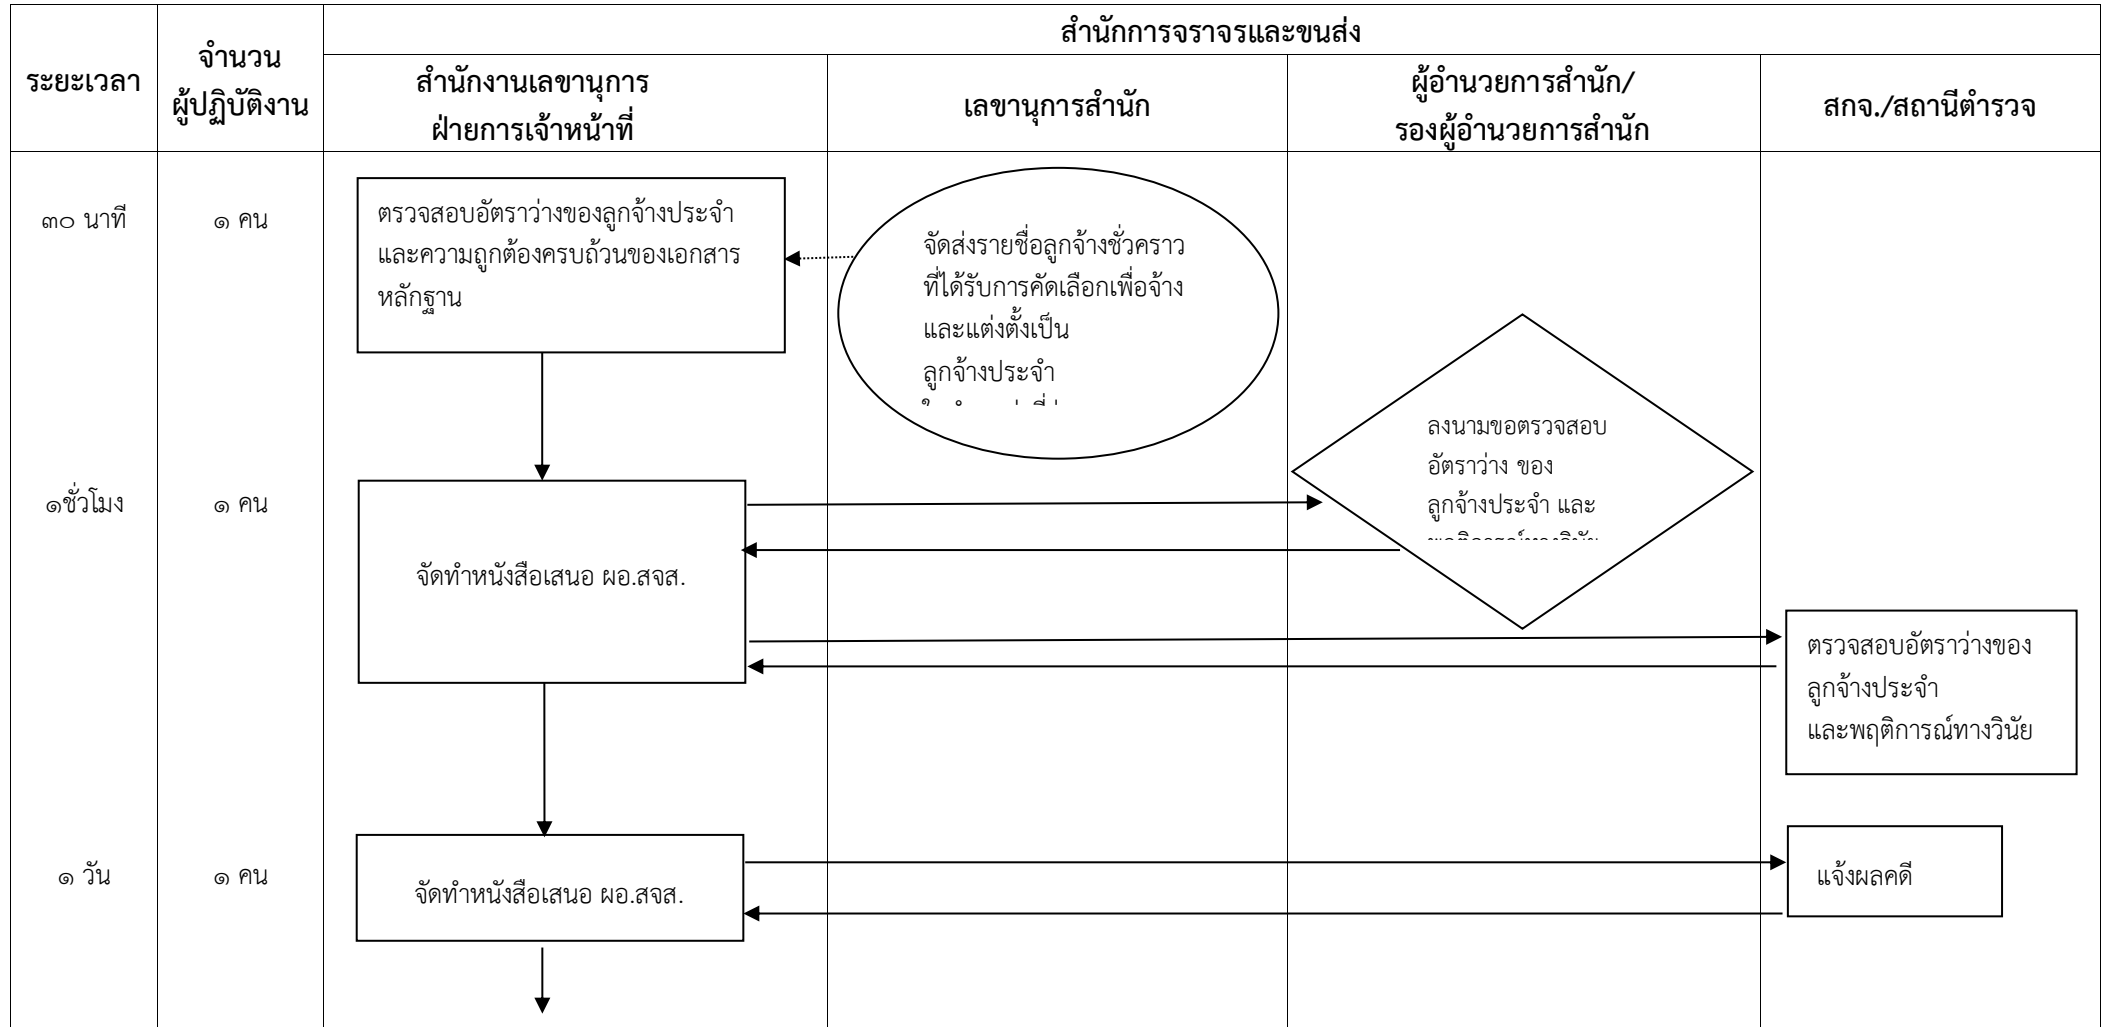 สำนักการจราจรและขนส่ง
ระยะเวลา
จำนวน
ผู้ปฏิบัติงาน
สำนักงานเลขานุการ
ฝ่ายการเจ้าหน้าที่
เลขานุการสำนัก
ผู้อำนวยการสำนัก/
รองผู้อำนวยการสำนัก
สกจ./สถานีตำรวจ
๓๐ นาที
๑ คน
ตรวจสอบอัตราว่างของลูกจ้างประจำ
และความถูกต้องครบถ้วนของเอกสาร
หลักฐาน
จัดส่งรายชื่อลูกจ้างชั่วคราว
ที่ได้รับการคัดเลือกเพื่อจ้าง
และแต่งตั้งเป็น
ลูกจ้างประจำ
ลงนามขอตรวจสอบ
อัตราว่าง ของ
ลูกจ้างประจำ และ
๑ชั่วโมง
๑ คน
จัดทำหนังสือเสนอ ผอ.สจส.
ตรวจสอบอัตราว่างของ
ลูกจ้างประจำ
และพฤติการณ์ทางวินัย
๑ วัน
๑ คน
จัดทำหนังสือเสนอ ผอ.สจส.
แจ้งผลคดี